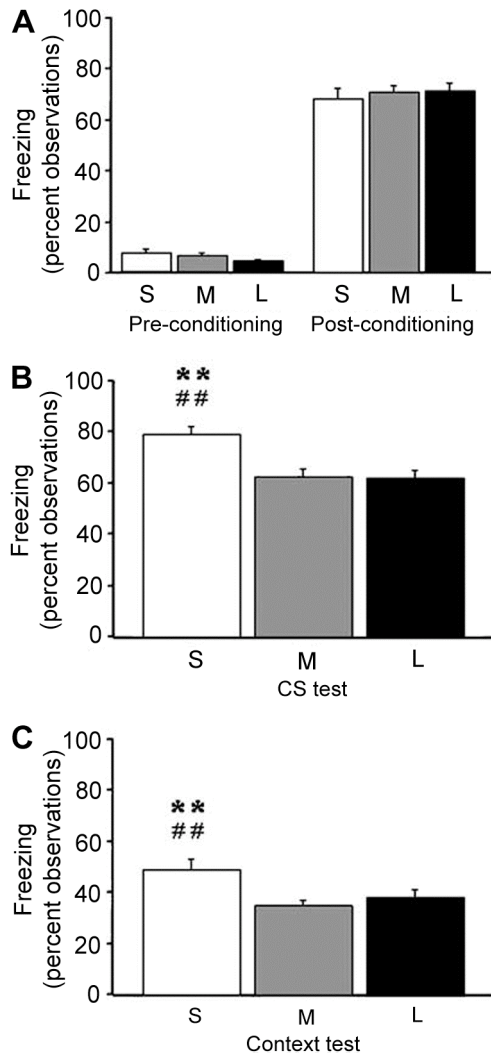 A
Freezing
(percent observations)
100
80
60
40
20
0
S M L S M L
Pre-conditioning Post-conditioning
B
Freezing
(percent observations)
100
80
60
40
20
0
**
##
S M L
CS test
C
Freezing
(percent observations)
100
80
60
40
20
0
**
##
S M L
Context test